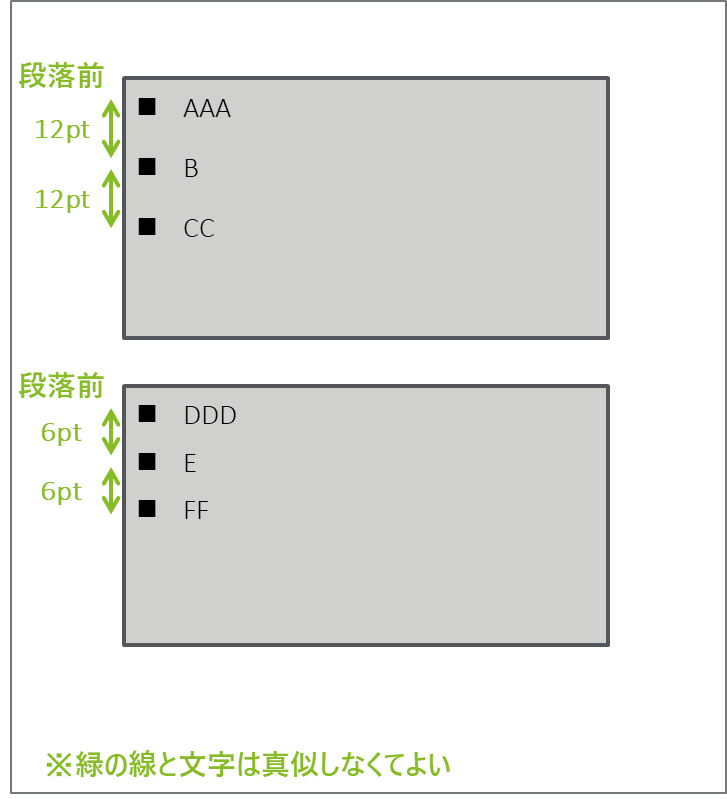 段落前
12pt
12pt
■ AAA
■ B
■ CC
段落前
6pt
6pt
■ DDD
■ E
■ FF
※緑の線と文字は真似しなくてよい